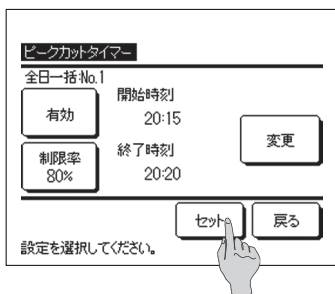 ピークカットタイマー
全日一括:No.1
有効
開始時刻
20:15
変更
制限率
80%
終了時刻
20:20
セット
戻る
設定を選択してください。